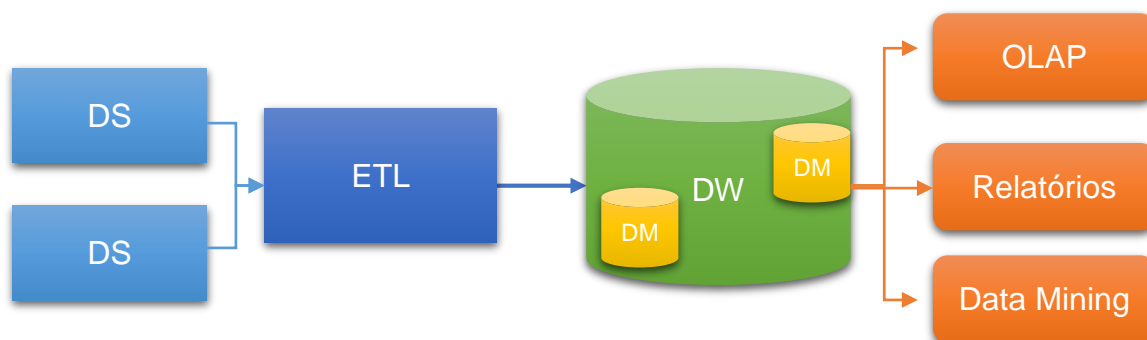 DS
DS
ETL
DW
DM
DM
OLAP
Relatórios
Data Mining